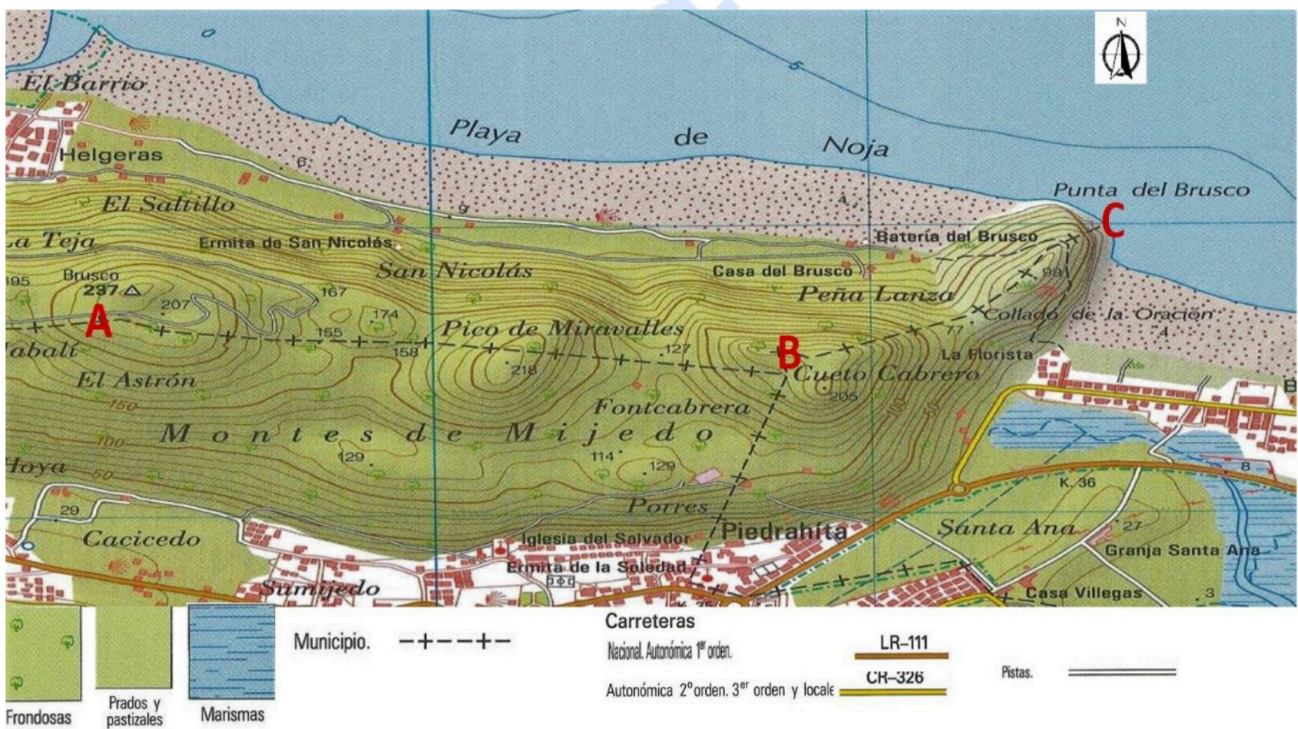 N
El Barrio
5
Playa de Noja
Helgeras
6
Punta del Brusco
C
El Saltillo
9
A.
La Teja
Ermita de San Nicolás
Batería del Brusco
San Nicolás
Casa del Brusco
99
Brusco
237
195
167
207
Peña Lanza
A
174
Collado de la Oración
155
Pico de Miravalles
77
A.
158
127
B
La Florista
218
Cueto Cabrero
El Astrón
205
150
Fontcabrera
100
50
100
Montes de Mijedo
129
114
129
Hoya
50
8
K. 36
Porres
29
Cacicedo
Iglesia del Salvador
Piedrahíta
Santa Ana
27
Granja Santa Ana
Ermita de la Soledad
Sumijedo
Casa Villegas
3
Frondosas
Prados y
pastizales
Marismas
Municipio.
Carreteras
Nacional. Autonómica 1er orden.
LR-111
Autonómica 2º orden. 3er orden y locale
CR-326
Pistas.